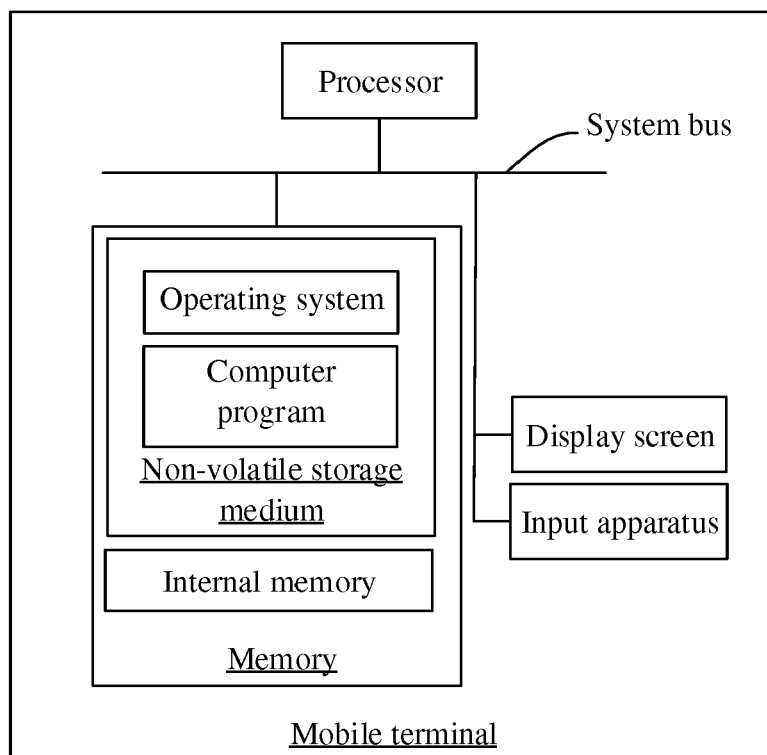 Processor
System bus
Operating system
Computer
program
Non-volatile storage
medium
Display screen
Input apparatus
Internal memory
Memory
Mobile terminal